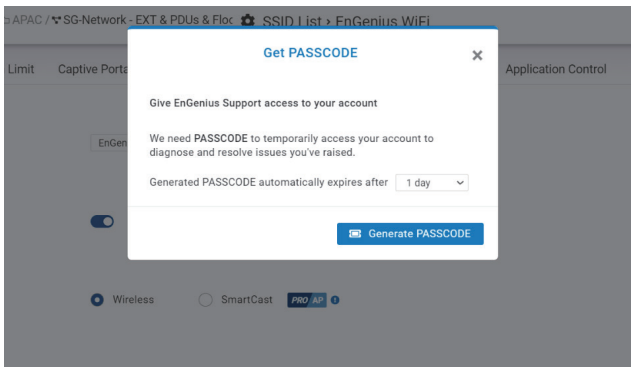 APAC / SG-Network - EXT & PDUs & Floc SSID List › EnGenius WiFi
Limit Captive Porta Application Control
Get PASSCODE
Give EnGenius Support access to your account
We need PASSCODE to temporarily access your account to
diagnose and resolve issues you've raised.
Generated PASSCODE automatically expires after 1 day
Generate PASSCODE
EnGen
Wireless SmartCast PRO AP